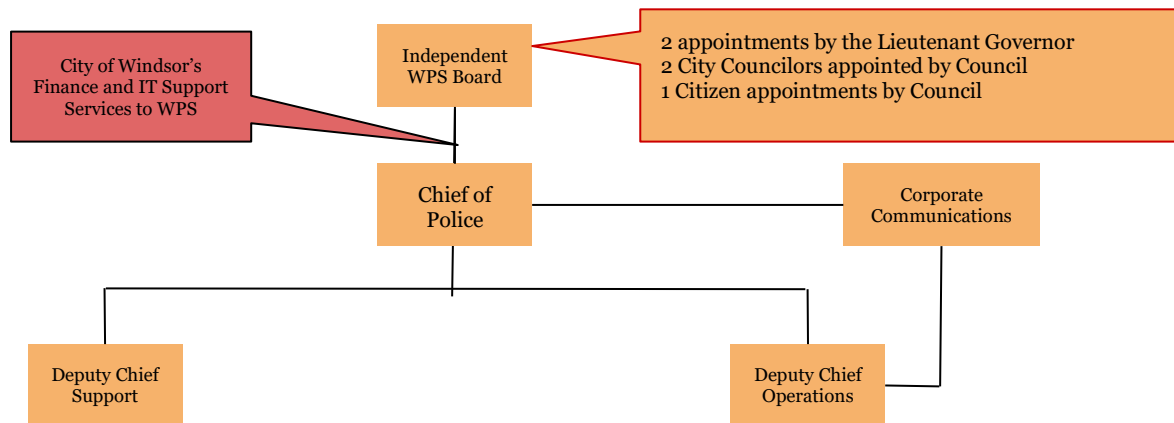 City of Windsor's
Finance and IT Support
Services to WPS
Independent
WPS Board
2 appointments by the Lieutenant Governor
2 City Councilors appointed by Council
1 Citizen appointments by Council
Chief of
Police
Corporate
Communications
Deputy Chief
Support
Deputy Chief
Operations